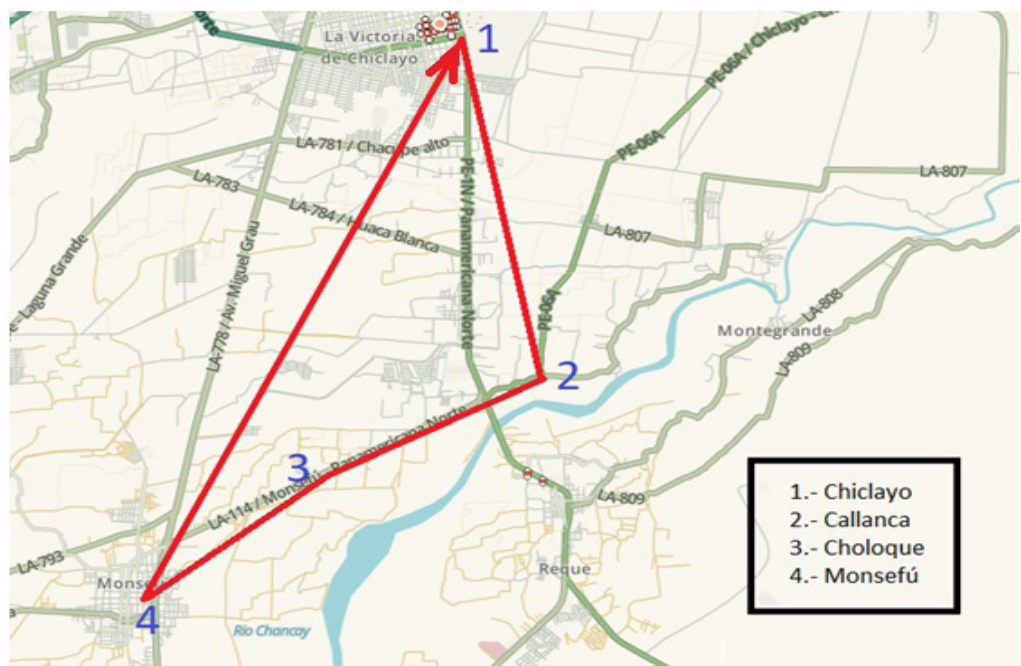 orte
La Victoria
de Chiclayo
1
PE-06A / Chiclayo - C
PE-06A
LA-781 / Chacupe alto
LA-783
LA-784 / Huaca Blanca
PE-1N / Panamericana Norte
LA-807
LA-807
e - Laguna Grande
LA-778 / Av. Miguel Grau
PE-06A
Montegrande
LA-808
LA-809
2
3
LA-114 / Monsefú - Panamericana Norte
LA-809
LA-793
Monse
4
Reque
Río Chancay
a
1.- Chiclayo
2.- Callanca
3.- Choloque
4.- Monsefú